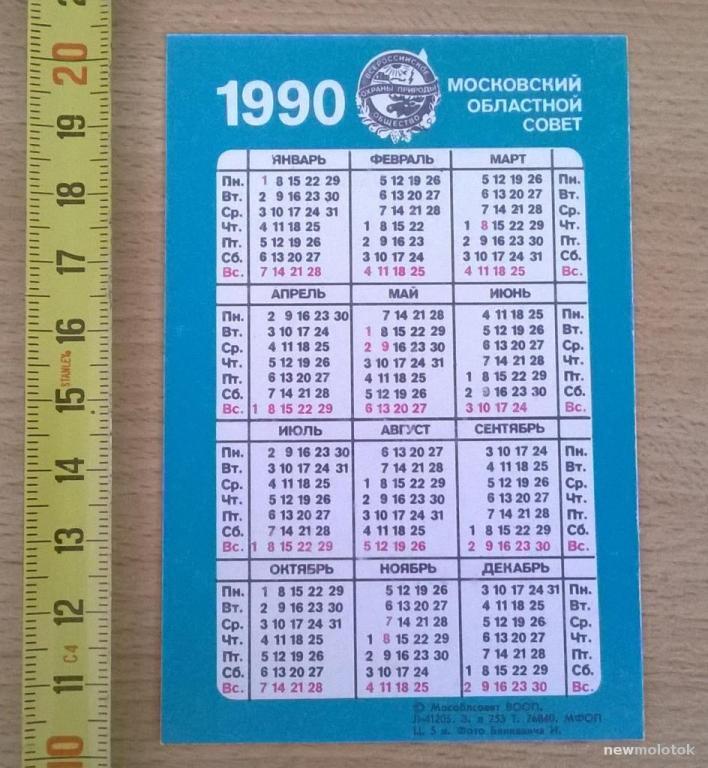 1990
ВСЕРОССИЙСКОЕ
ОХРАНЫ ПРИРОДЫ
ОБЩЕСТВО
МОСКОВСКИЙ
ОБЛАСТНОЙ
СОВЕТ
ЯНВАРЬ ФЕВРАЛЬ МАРТ
Пн. 1 8 15 22 29 5 12 19 26 5 12 19 26 Пн.
Вт. 2 9 16 23 30 6 13 20 27 6 13 20 27 Вт.
Ср. 3 10 17 24 31 7 14 21 28 7 14 21 28 Ср.
Чт. 4 11 18 25 1 8 15 22 1 8 15 22 29 Чт.
Пт. 5 12 19 26 2 9 16 23 2 9 16 23 30 Пт.
Сб. 6 13 20 27 3 10 17 24 3 10 17 24 31 Сб.
Вс. 7 14 21 28 4 11 18 25 4 11 18 25 Вс.
АПРЕЛЬ МАЙ ИЮНЬ
Пн. 2 9 16 23 30 7 14 21 28 4 11 18 25 Пн.
Вт. 3 10 17 24 1 8 15 22 29 5 12 19 26 Вт.
Ср. 4 11 18 25 2 9 16 23 30 6 13 20 27 Ср.
Чт. 5 12 19 26 3 10 17 24 31 7 14 21 28 Чт.
Пт. 6 13 20 27 4 11 18 25 1 8 15 22 29 Пт.
Сб. 7 14 21 28 5 12 19 26 2 9 16 23 30 Сб.
Вс. 1 8 15 22 29 6 13 20 27 3 10 17 24 Вс.
ИЮЛЬ АВГУСТ СЕНТЯБРЬ
Пн. 2 9 16 23 30 6 13 20 27 3 10 17 24 Пн.
Вт. 3 10 17 24 31 7 14 21 28 4 11 18 25 Вт.
Ср. 4 11 18 25 1 8 15 22 29 5 12 19 26 Ср.
Чт. 5 12 19 26 2 9 16 23 30 6 13 20 27 Чт.
Пт. 6 13 20 27 3 10 17 24 31 7 14 21 28 Пт.
Сб. 7 14 21 28 4 11 18 25 1 8 15 22 29 Сб.
Вс. 1 8 15 22 29 5 12 19 26 2 9 16 23 30 Вс.
ОКТЯБРЬ НОЯБРЬ ДЕКАБРЬ
Пн. 1 8 15 22 29 5 12 19 26 3 10 17 24 31 Пн.
Вт. 2 9 16 23 30 6 13 20 27 4 11 18 25 Вт.
Ср. 3 10 17 24 31 7 14 21 28 5 12 19 26 Ср.
Чт. 4 11 18 25 1 8 15 22 29 6 13 20 27 Чт.
Пт. 5 12 19 26 2 9 16 23 30 7 14 21 28 Пт.
Сб. 6 13 20 27 3 10 17 24 1 8 15 22 29 Сб.
Вс. 7 14 21 28 4 11 18 25 2 9 16 23 30 Вс.
© Мособлсовет ВООП.
Л-41205. З. 253 Т. 76840. МФОП
Ц. 5 к. Фото И.
20
19
18
17
16
STANLEY
15
14
13
12
C4
11
10
newmolotok